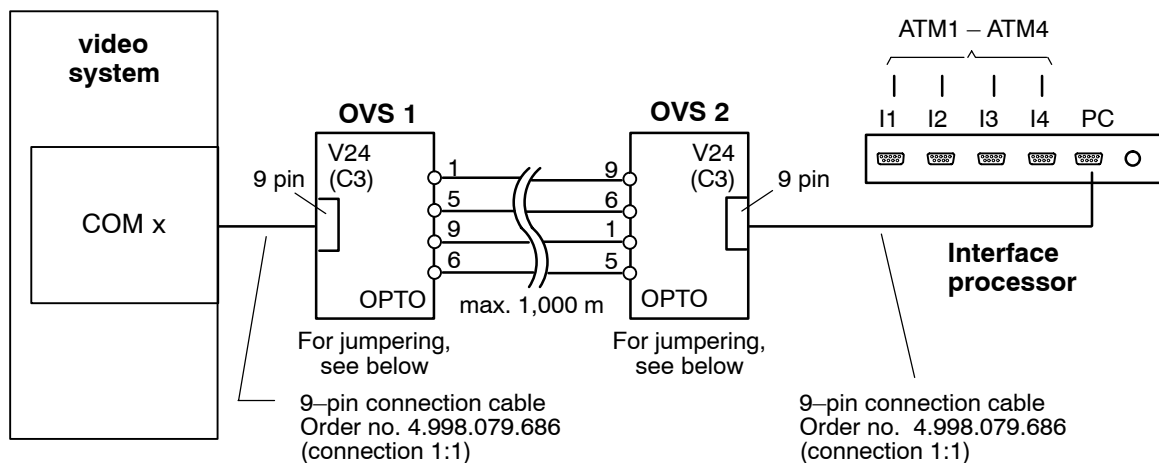 video
system
COM x
OVS 1
V24
(C3)
9 pin
OPTO
1
5
9
6
max. 1,000 m
OVS 2
9
6
1
5
V24
(C3)
9 pin
OPTO
ATM1 – ATM4
I1 I2 I3 I4 PC
Interface
processor
For jumpering,
see below
For jumpering,
see below
9–pin connection cable
Order no. 4.998.079.686
(connection 1:1)
9–pin connection cable
Order no. 4.998.079.686
(connection 1:1)